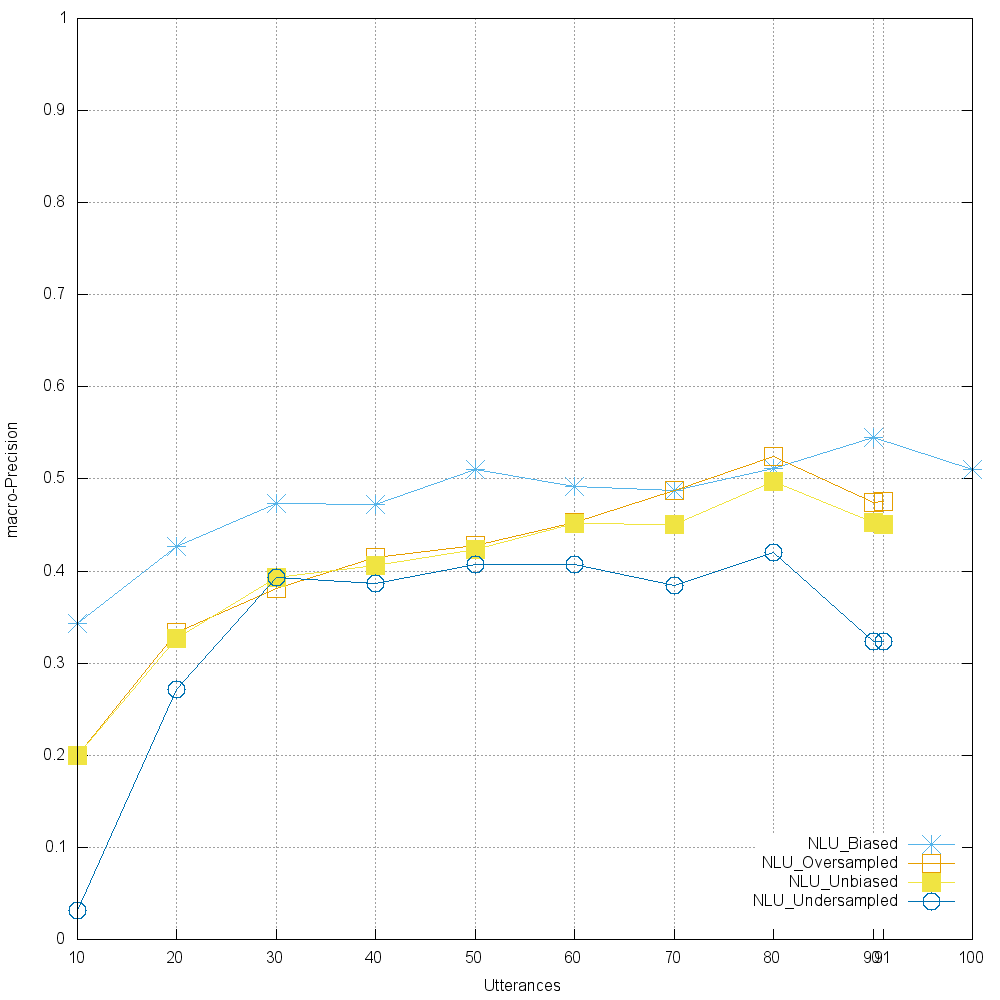 1
0.9
0.8
0.7
0.6
0.5
0.4
0.3
0.2
0.1
0
macro-Precision
NLU_Biased
NLU_Oversampled
NLU_Unbiased
NLU_Undersampled
10 20 30 40 50 60 70 80 90 91 100
Utterances